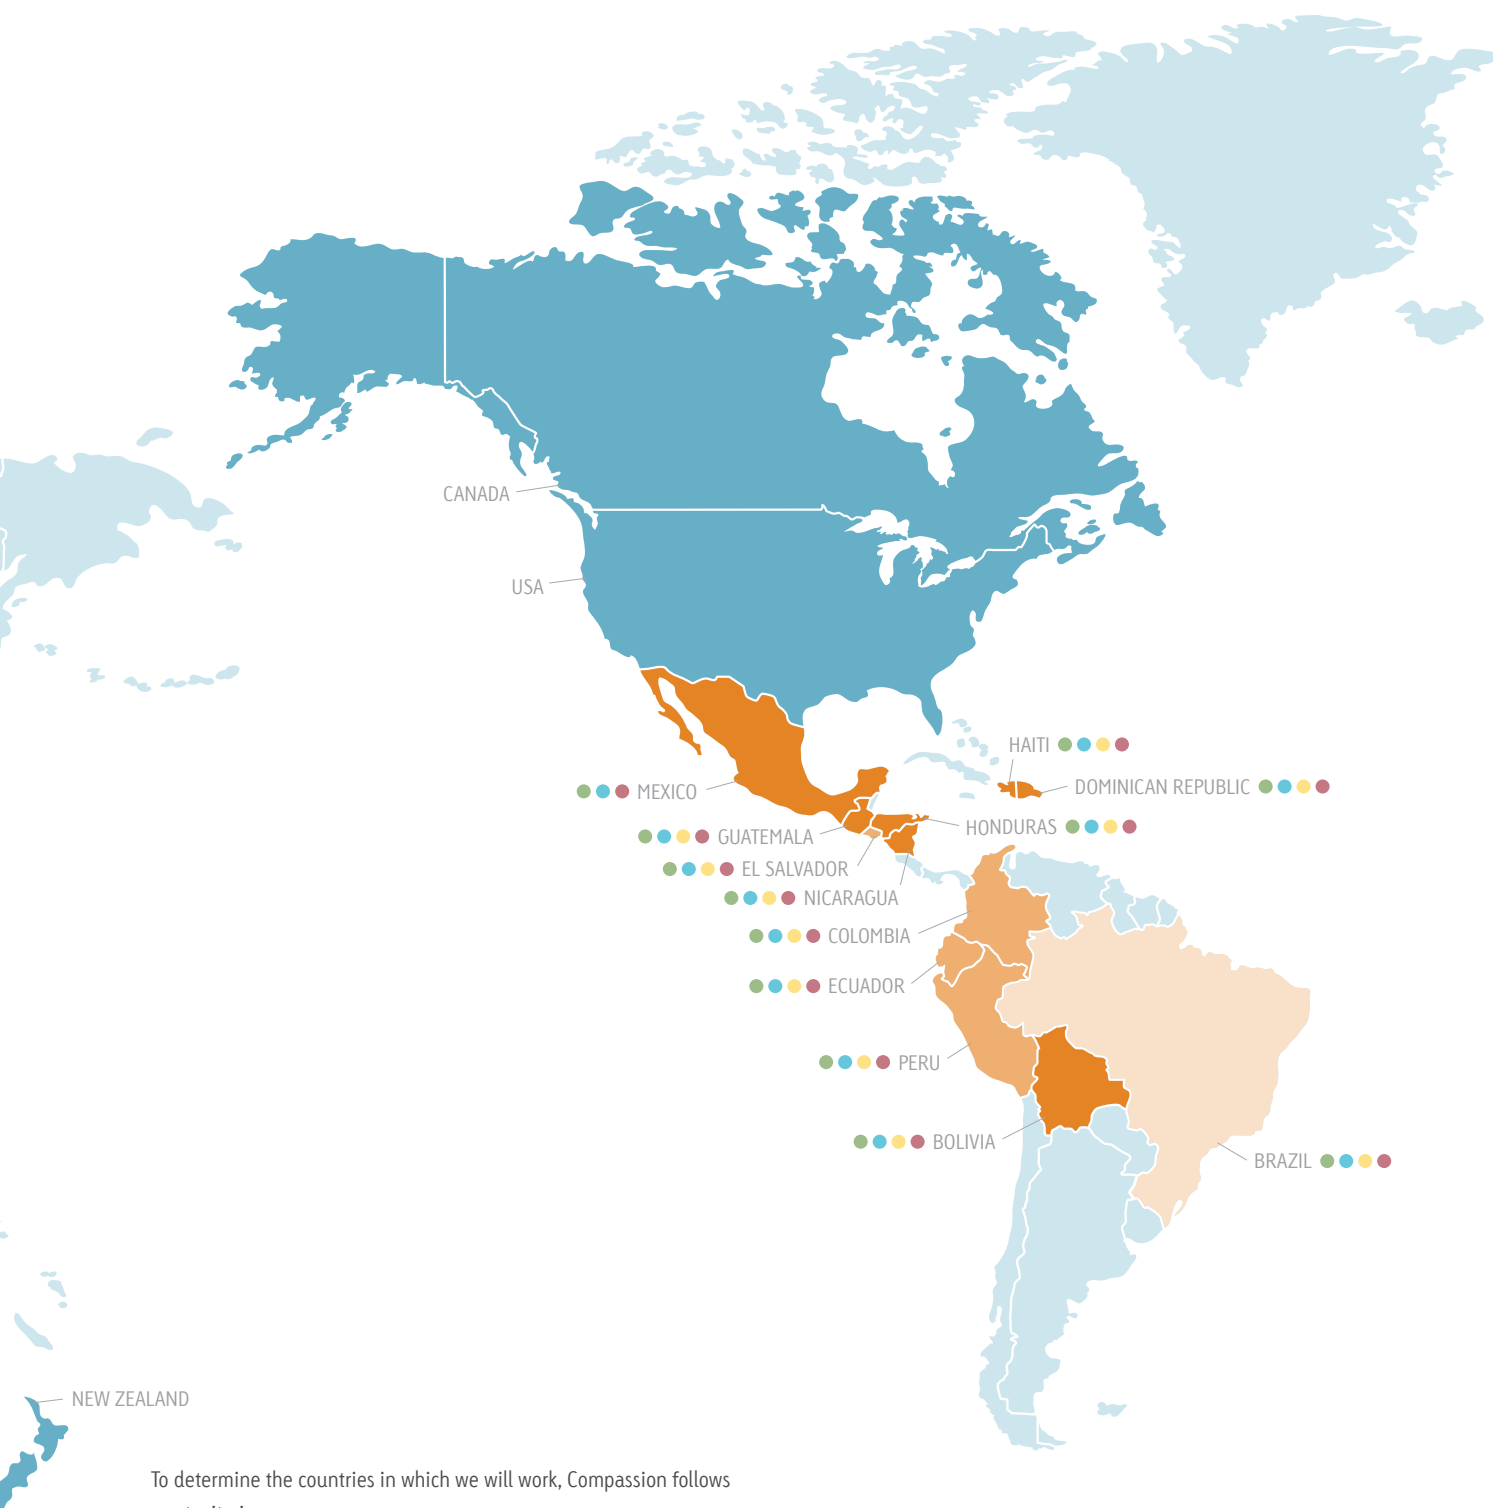 CANADA
USA
HAITI
DOMINICAN REPUBLIC
MEXICO
HONDURAS
GUATEMALA
EL SALVADOR
NICARAGUA
COLOMBIA
ECUADOR
PERU
BOLIVIA
BRAZIL
NEW ZEALAND
To determine the countries in which we will work, Compassion follows